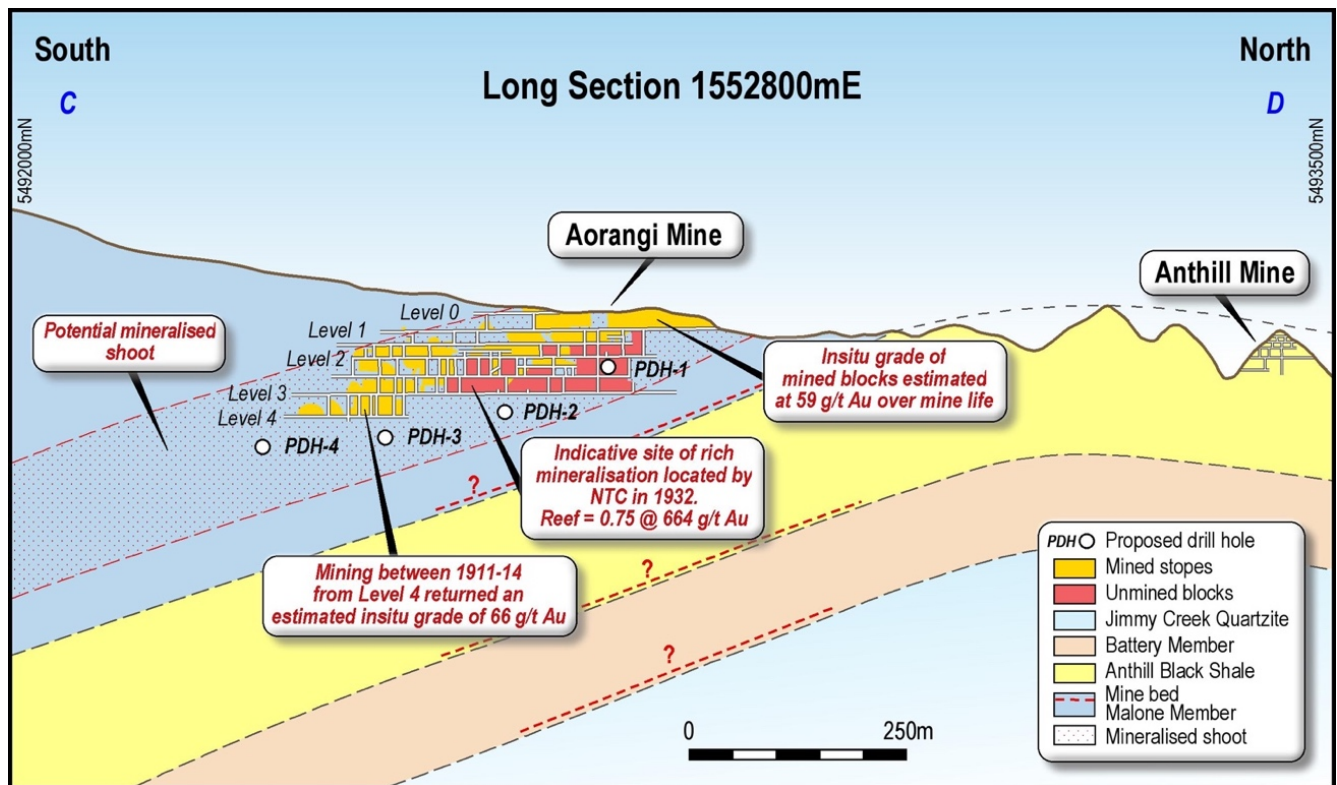 South
North
Long Section 1552800mE
C
D
5492000mN
5493500mN
Aorangi Mine
Anthill Mine
Potential mineralised
shoot
Level 0
Level 1
Level 2
Level 3
Level 4
PDH-1
PDH-2
PDH-3
PDH-4
Insitu grade of
mined blocks estimated
at 59 g/t Au over mine life
Indicative site of rich
mineralisation located by
NTC in 1932.
Reef = 0.75 @ 664 g/t Au
Mining between 1911-14
from Level 4 returned an
estimated insitu grade of 66 g/t Au
?
?
?
PDH Proposed drill hole
Mined stopes
Unmined blocks
Jimmy Creek Quartzite
Battery Member
Anthill Black Shale
Mine bed
Malone Member
Mineralised shoot
0
250m